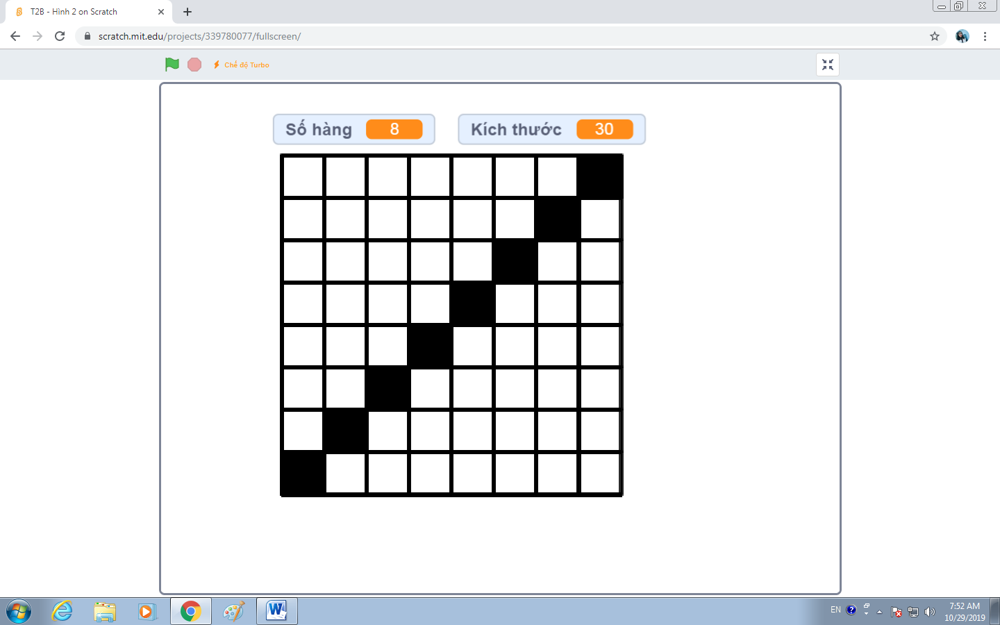 T2B - Hình 2 on Scratch
scratch.mit.edu/projects/339780077/fullscreen/
Chế độ Turbo
Số hàng 8
Kích thước 30
EN
7:52 AM
10/29/2019